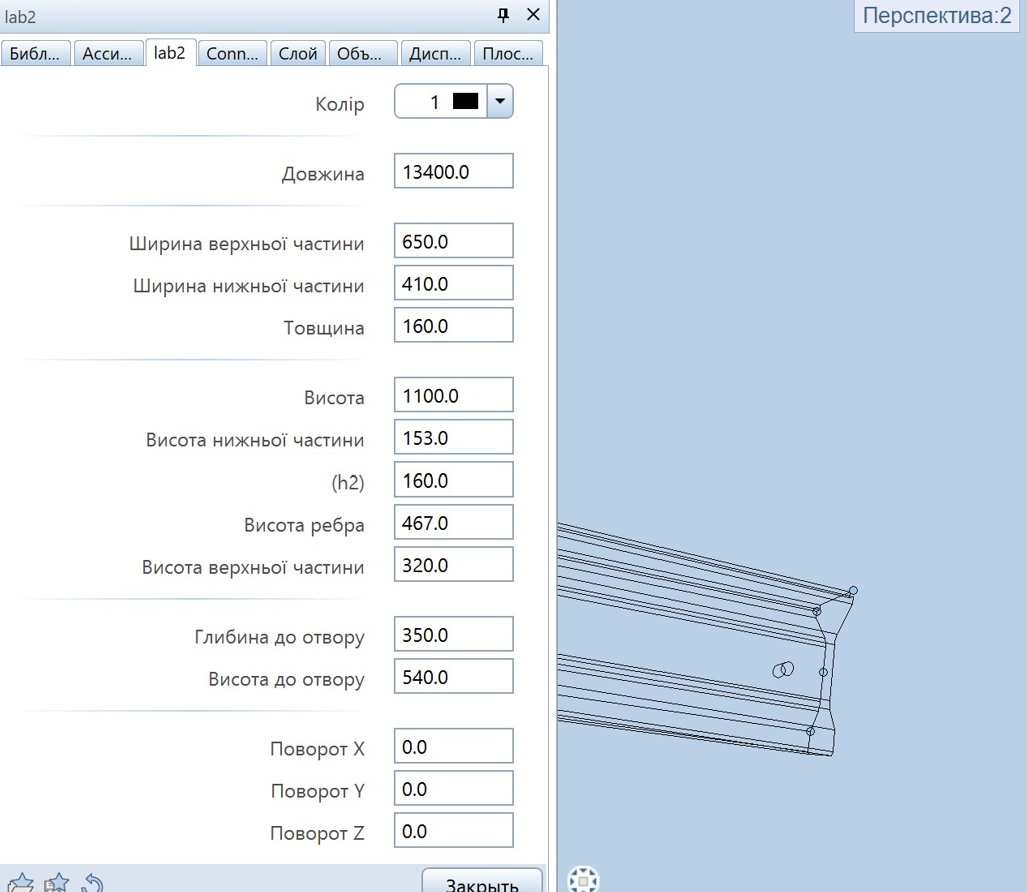 lab2
Перспектива:2
Библ... Асси... lab2 Conn... Слой Объ... Дисп... Плос...
Колір 1
Довжина 13400.0
Ширина верхньої частини 650.0
Ширина нижньої частини 410.0
Товщина 160.0
Висота 1100.0
Висота нижньої частини 153.0
(h2) 160.0
Висота ребра 467.0
Висота верхньої частини 320.0
Глибина до отвору 350.0
Висота до отвору 540.0
Поворот X 0.0
Поворот Y 0.0
Поворот Z 0.0
Закрыть